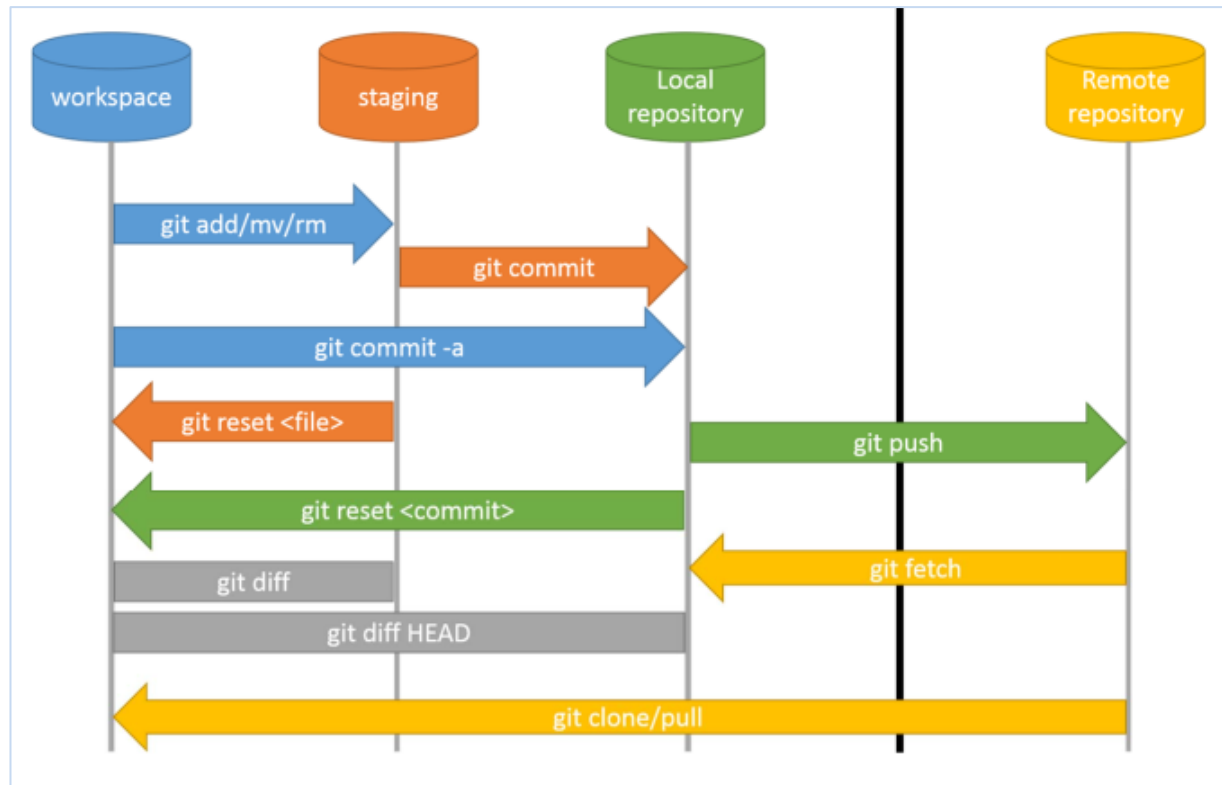 workspace
staging
Local
repository
Remote
repository
git add/mv/rm
git commit
git commit -a
git reset <file>
git push
git reset <commit>
git fetch
git diff
git diff HEAD
git clone/pull